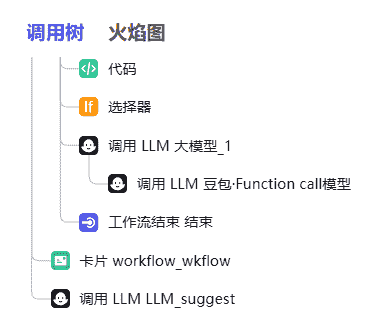 调用树 火焰图
代码
If 选择器
调用 LLM 大模型_1
调用 LLM 豆包·Function call模型
工作流结束 结束
卡片 workflow_wkflow
调用 LLM LLM_suggest